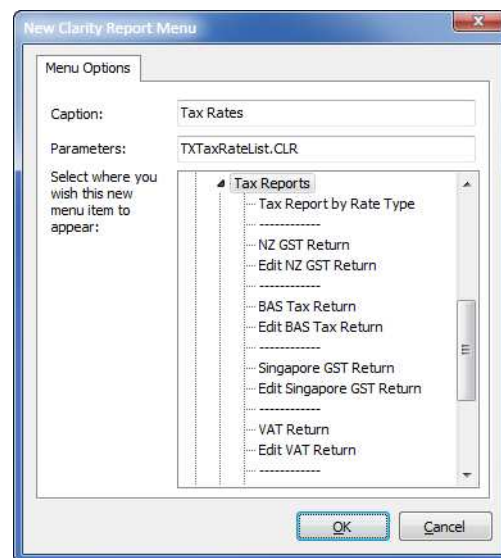 New Clarity Report Menu
Menu Options
Caption:
Tax Rates
Parameters:
TXTaxRateList.CLR
Select where you
wish this new
menu item to
appear:
Tax Reports
Tax Report by Rate Type
------------
NZ GST Return
Edit NZ GST Return
------------
BAS Tax Return
Edit BAS Tax Return
------------
Singapore GST Return
Edit Singapore GST Return
------------
VAT Return
Edit VAT Return
------------
OK
Cancel